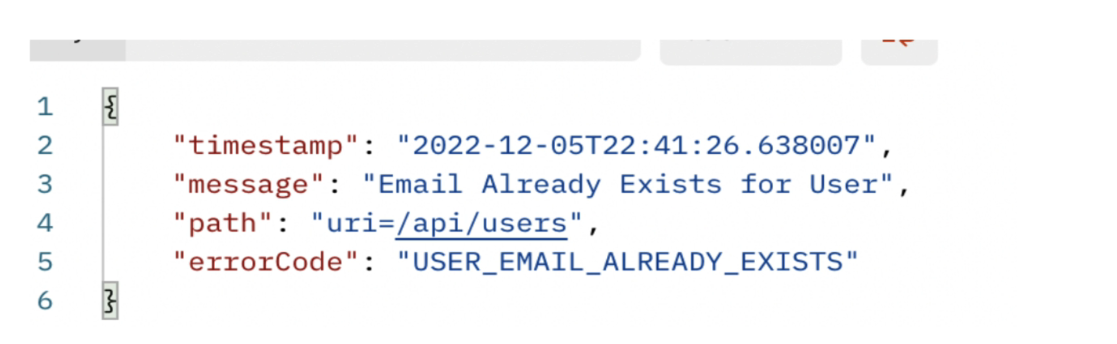 1 {
2 "timestamp": "2022-12-05T22:41:26.638007",
3 "message": "Email Already Exists for User",
4 "path": "uri=/api/users",
5 "errorCode": "USER_EMAIL_ALREADY_EXISTS"
6 }